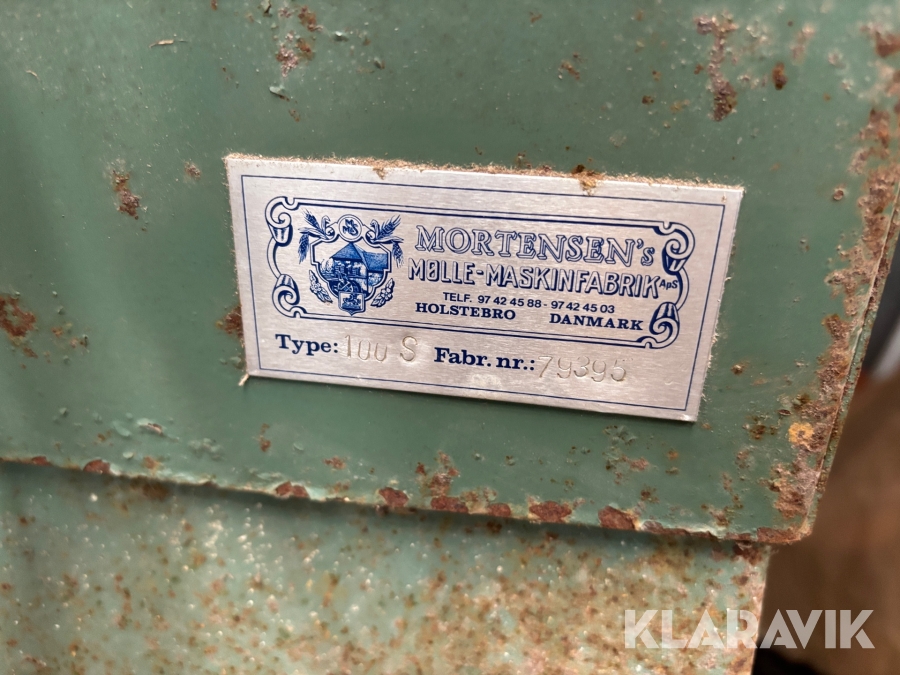 MMS
MORTENSEN's
MØLLE-MASKINFABRIK ApS
TELF. 97 42 45 88 - 97 42 45 03
HOLSTEBRO DANMARK
Type: 100 S Fabr. nr.: 79395
KLARAVIK